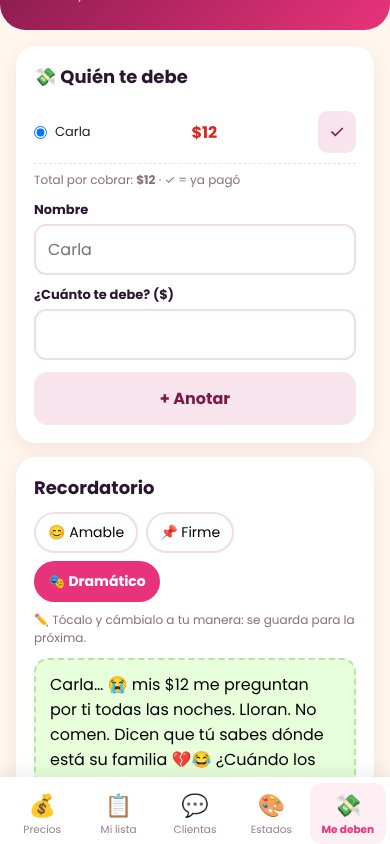 💸 Quién te debe
Carla $12 ✓
Total por cobrar: $12 · ✓ = ya pagó
Nombre
Carla
¿Cuánto te debe? ($)
+ Anotar
Recordatorio
😊 Amable 📌 Firme
🎭 Dramático
✏️ Tócalo y cámbialo a tu manera: se guarda para la
próxima.
Carla... 😭 mis $12 me preguntan
por ti todas las noches. Lloran. No
comen. Dicen que tú sabes dónde
está su familia 💔😂 ¿Cuándo los
💰 Precios 📋 Mi lista 💬 Clientas 🎨 Estados 💸 Me deben